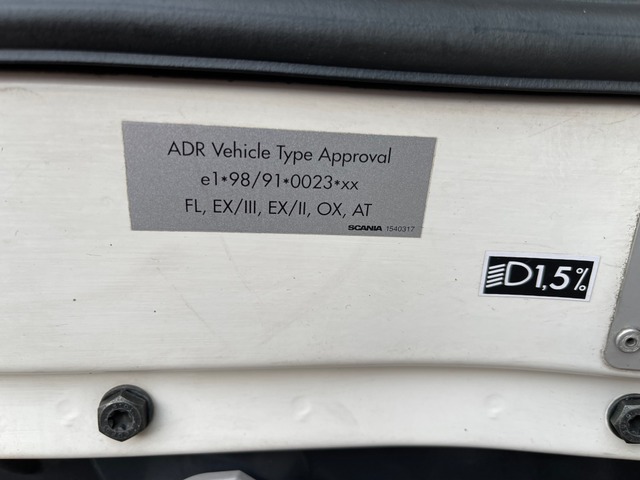 ADR Vehicle Type Approval
e1*98/91*0023*xx
FL, EX/III, EX/II, OX, AT
SCANIA 1540317
1,5%